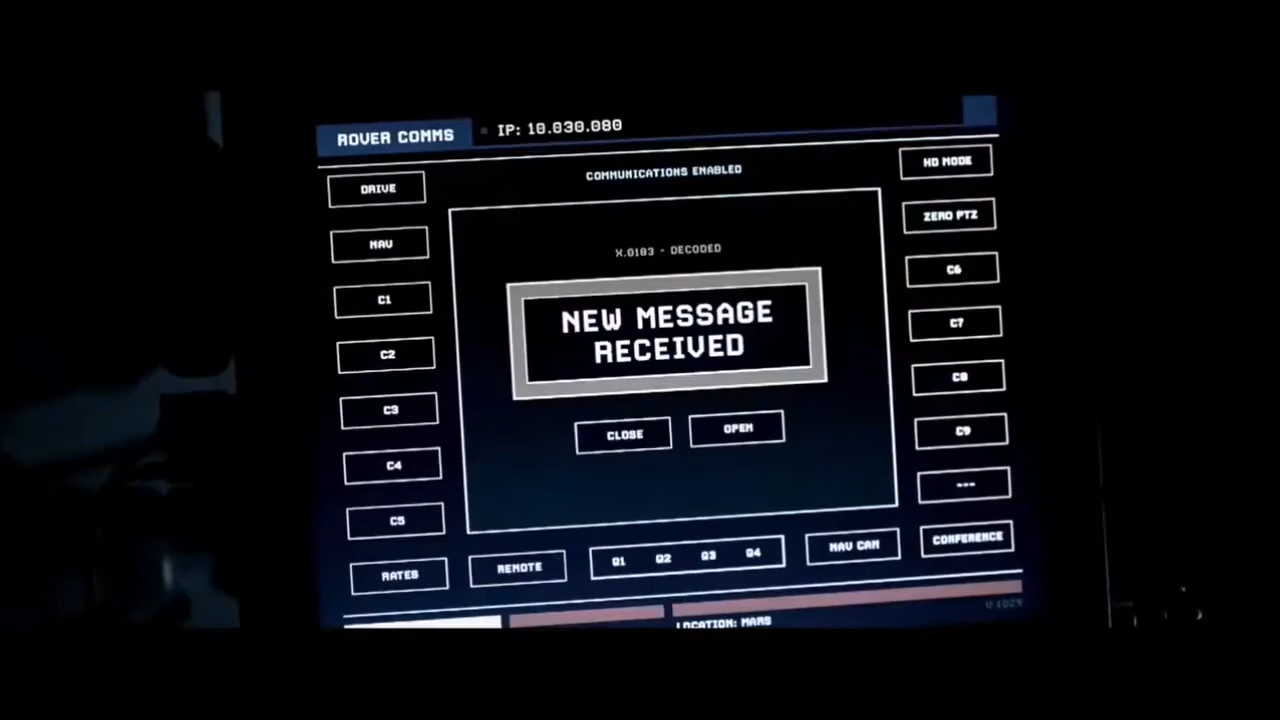 ROVER COMMS
IP: 10.030.080
COMMUNICATIONS ENABLED
HD MODE
DRIVE
ZERO PTZ
NAV
X.0183 - DECODED
C6
C1
NEW MESSAGE
RECEIVED
C7
C2
C8
C3
CLOSE
OPEN
C9
C4
---
C5
CONFERENCE
NAV CAM
Q1 Q2 Q3 Q4
REMOTE
RATES
LOCATION: MARS